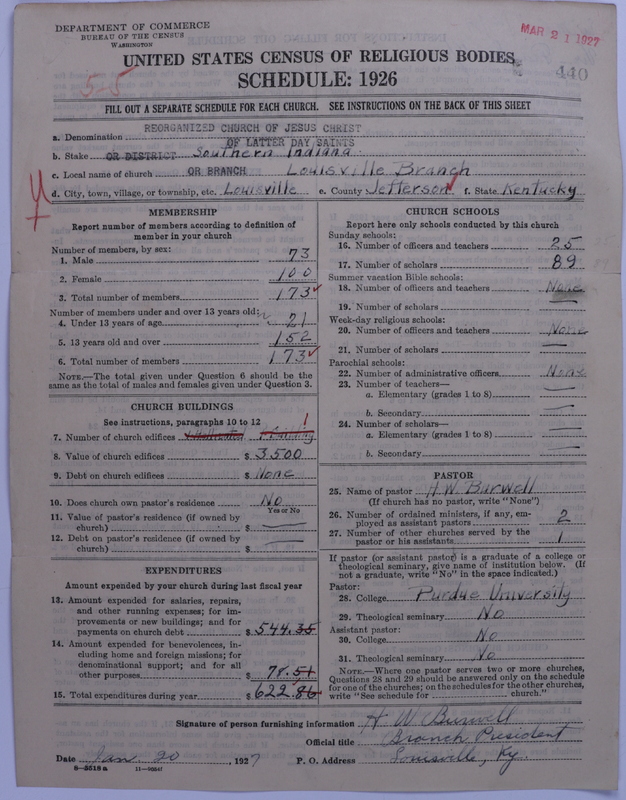 DEPARTMENT OF COMMERCE
BUREAU OF THE CENSUS
WASHINGTON
MAR 21 1927
UNITED STATES CENSUS OF RELIGIOUS BODIES
SCHEDULE: 1926
440
5-5
FILL OUT A SEPARATE SCHEDULE FOR EACH CHURCH. SEE INSTRUCTIONS ON THE BACK OF THIS SHEET
a. Denomination REORGANIZED CHURCH OF JESUS CHRIST
OF LATTER DAY SAINTS
b. Stake OR DISTRICT Southern Indiana
c. Local name of church OR BRANCH Louisville Branch
d. City, town, village, or township, etc. Louisville e. County Jefferson f. State Kentucky
MEMBERSHIP
Report number of members according to definition of
member in your church
Number of members, by sex:
1. Male 73
2. Female 100
3. Total number of members 173
Number of members under and over 13 years old:
4. Under 13 years of age 21
5. 13 years old and over 152
6. Total number of members 173
NOTE.—The total given under Question 6 should be the
same as the total of males and females given under Question 3.
CHURCH BUILDINGS
See instructions, paragraphs 10 to 12
7. Number of church edifices 1 Building 1
8. Value of church edifices $ 3500
9. Debt on church edifices $ None
10. Does church own pastor's residence No
Yes or No
11. Value of pastor's residence (if owned by
church) $
12. Debt on pastor's residence (if owned by
church) $
EXPENDITURES
Amount expended by your church during last fiscal year
13. Amount expended for salaries, repairs,
and other running expenses; for im-
provements or new buildings; and for
payments on church debt $ 544.35
14. Amount expended for benevolences, in-
cluding home and foreign missions; for
denominational support; and for all
other purposes $ 78.51
15. Total expenditures during year $ 622.86
CHURCH SCHOOLS
Report here only schools conducted by this church
Sunday schools:
16. Number of officers and teachers 25
17. Number of scholars 89
Summer vacation Bible schools:
18. Number of officers and teachers None
19. Number of scholars
Week-day religious schools:
20. Number of officers and teachers None
21. Number of scholars
Parochial schools:
22. Number of administrative officers None
23. Number of teachers—
a. Elementary (grades 1 to 8)
b. Secondary
24. Number of scholars—
a. Elementary (grades 1 to 8)
b. Secondary
PASTOR
25. Name of pastor H. W. Burwell
(If church has no pastor, write "None")
26. Number of ordained ministers, if any, em-
ployed as assistant pastors 2
27. Number of other churches served by the
pastor or his assistants 1
If pastor (or assistant pastor) is a graduate of a college or
theological seminary, give name of institution below. (If
not a graduate, write "No" in the space indicated.)
Pastor:
28. College Purdue University
29. Theological seminary No
Assistant pastor:
30. College No
31. Theological seminary No
NOTE.—Where one pastor serves two or more churches,
Questions 28 and 29 should be answered only on the schedule
for one of the churches; on the schedules for the other churches,
write "See schedule for church."
Signature of person furnishing information H W Burwell
Official title Branch President
Date Jan. 20, 1927 P. O. Address Louisville, Ky.
8-5518a 11-9024